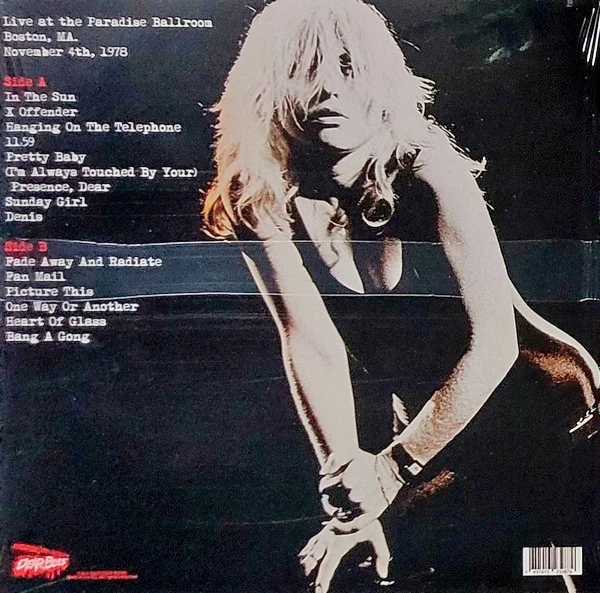 Live at the Paradise Ballroom
Boston, MA.
November 4th, 1978
Side A
In The Sun
X Offender
Hanging On The Telephone
11.59
Pretty Baby
(I'm Always Touched By Your)
Presence, Dear
Sunday Girl
Denis
Side B
Fade Away And Radiate
Fan Mail
Picture This
One Way Or Another
Heart Of Glass
Bang A Gong
DEAR BOSS